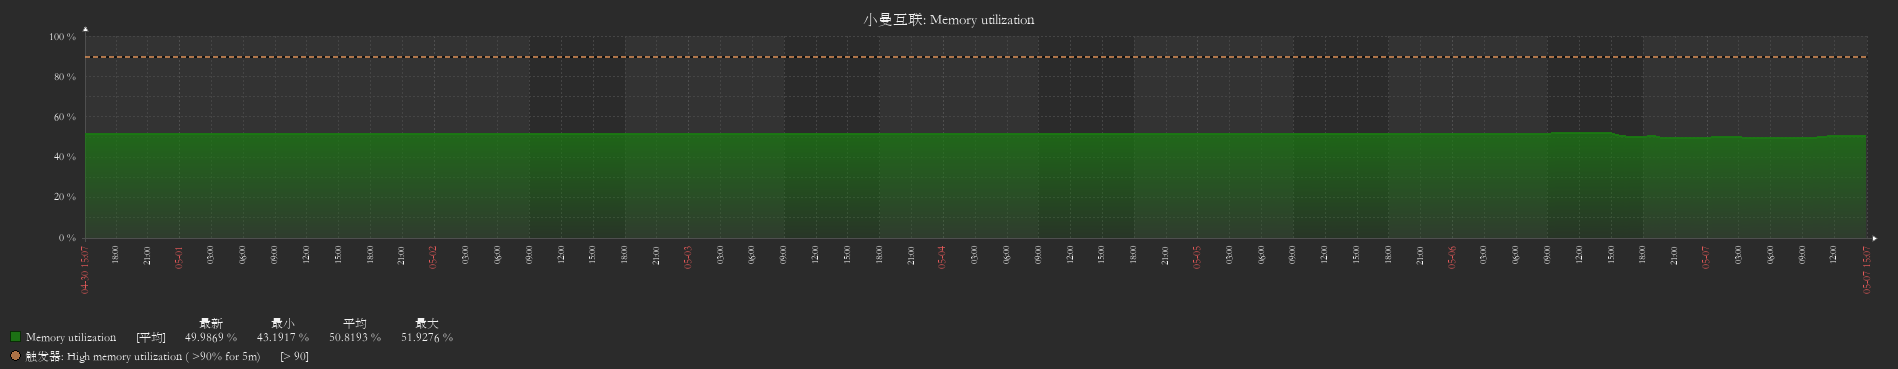 小曼互联: Memory utilization
100 %
80 %
60 %
40 %
20 %
0 %
04-30 15:07 18:00 21:00 05-01 03:00 06:00 09:00 12:00 15:00 18:00 21:00 05-02 03:00 06:00 09:00 12:00 15:00 18:00 21:00 05-03 03:00 06:00 09:00 12:00 15:00 18:00 21:00 05-04 03:00 06:00 09:00 12:00 15:00 18:00 21:00 05-05 03:00 06:00 09:00 12:00 15:00 18:00 21:00 05-06 03:00 06:00 09:00 12:00 15:00 18:00 21:00 05-07 03:00 06:00 09:00 12:00 05-07 15:07
最新 最小 平均 最大
Memory utilization [平均] 49.9869 % 43.1917 % 50.8193 % 51.9276 %
触发器: High memory utilization ( >90% for 5m) [> 90]